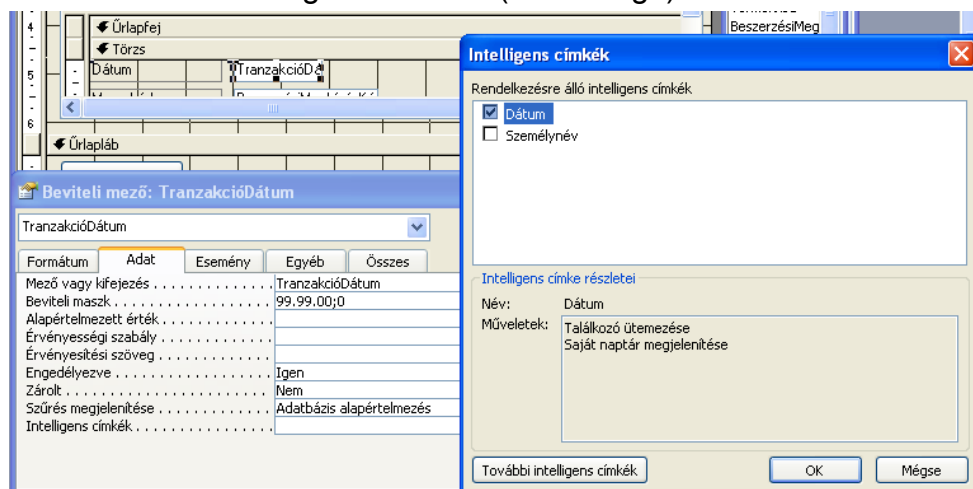 4
Űrlapfej
BeszerzésiMeg
Törzs
5
Dátum
TranzakcióDá
6
Űrlapláb
Beviteli mező: TranzakcióDátum
TranzakcióDátum
Formátum Adat Esemény Egyéb Összes
Mező vagy kifejezés . . . . . . . . . . . . . . TranzakcióDátum
Beviteli maszk . . . . . . . . . . . . . . . . . . . 99.99.00;0
Alapértelmezett érték . . . . . . . . . . . . .
Érvényességi szabály . . . . . . . . . . . . .
Érvényesítési szöveg . . . . . . . . . . . . .
Engedélyezve . . . . . . . . . . . . . . . . . . . Igen
Zárolt . . . . . . . . . . . . . . . . . . . . . . . . Nem
Szűrés megjelenítése . . . . . . . . . . . . . Adatbázis alapértelmezés
Intelligens címkék . . . . . . . . . . . . . . . .
Intelligens címkék
Rendelkezésre álló intelligens címkék
Dátum
Személynév
Intelligens címke részletei
Név: Dátum
Műveletek: Találkozó ütemezése
Saját naptár megjelenítése
További intelligens címkék OK Mégse